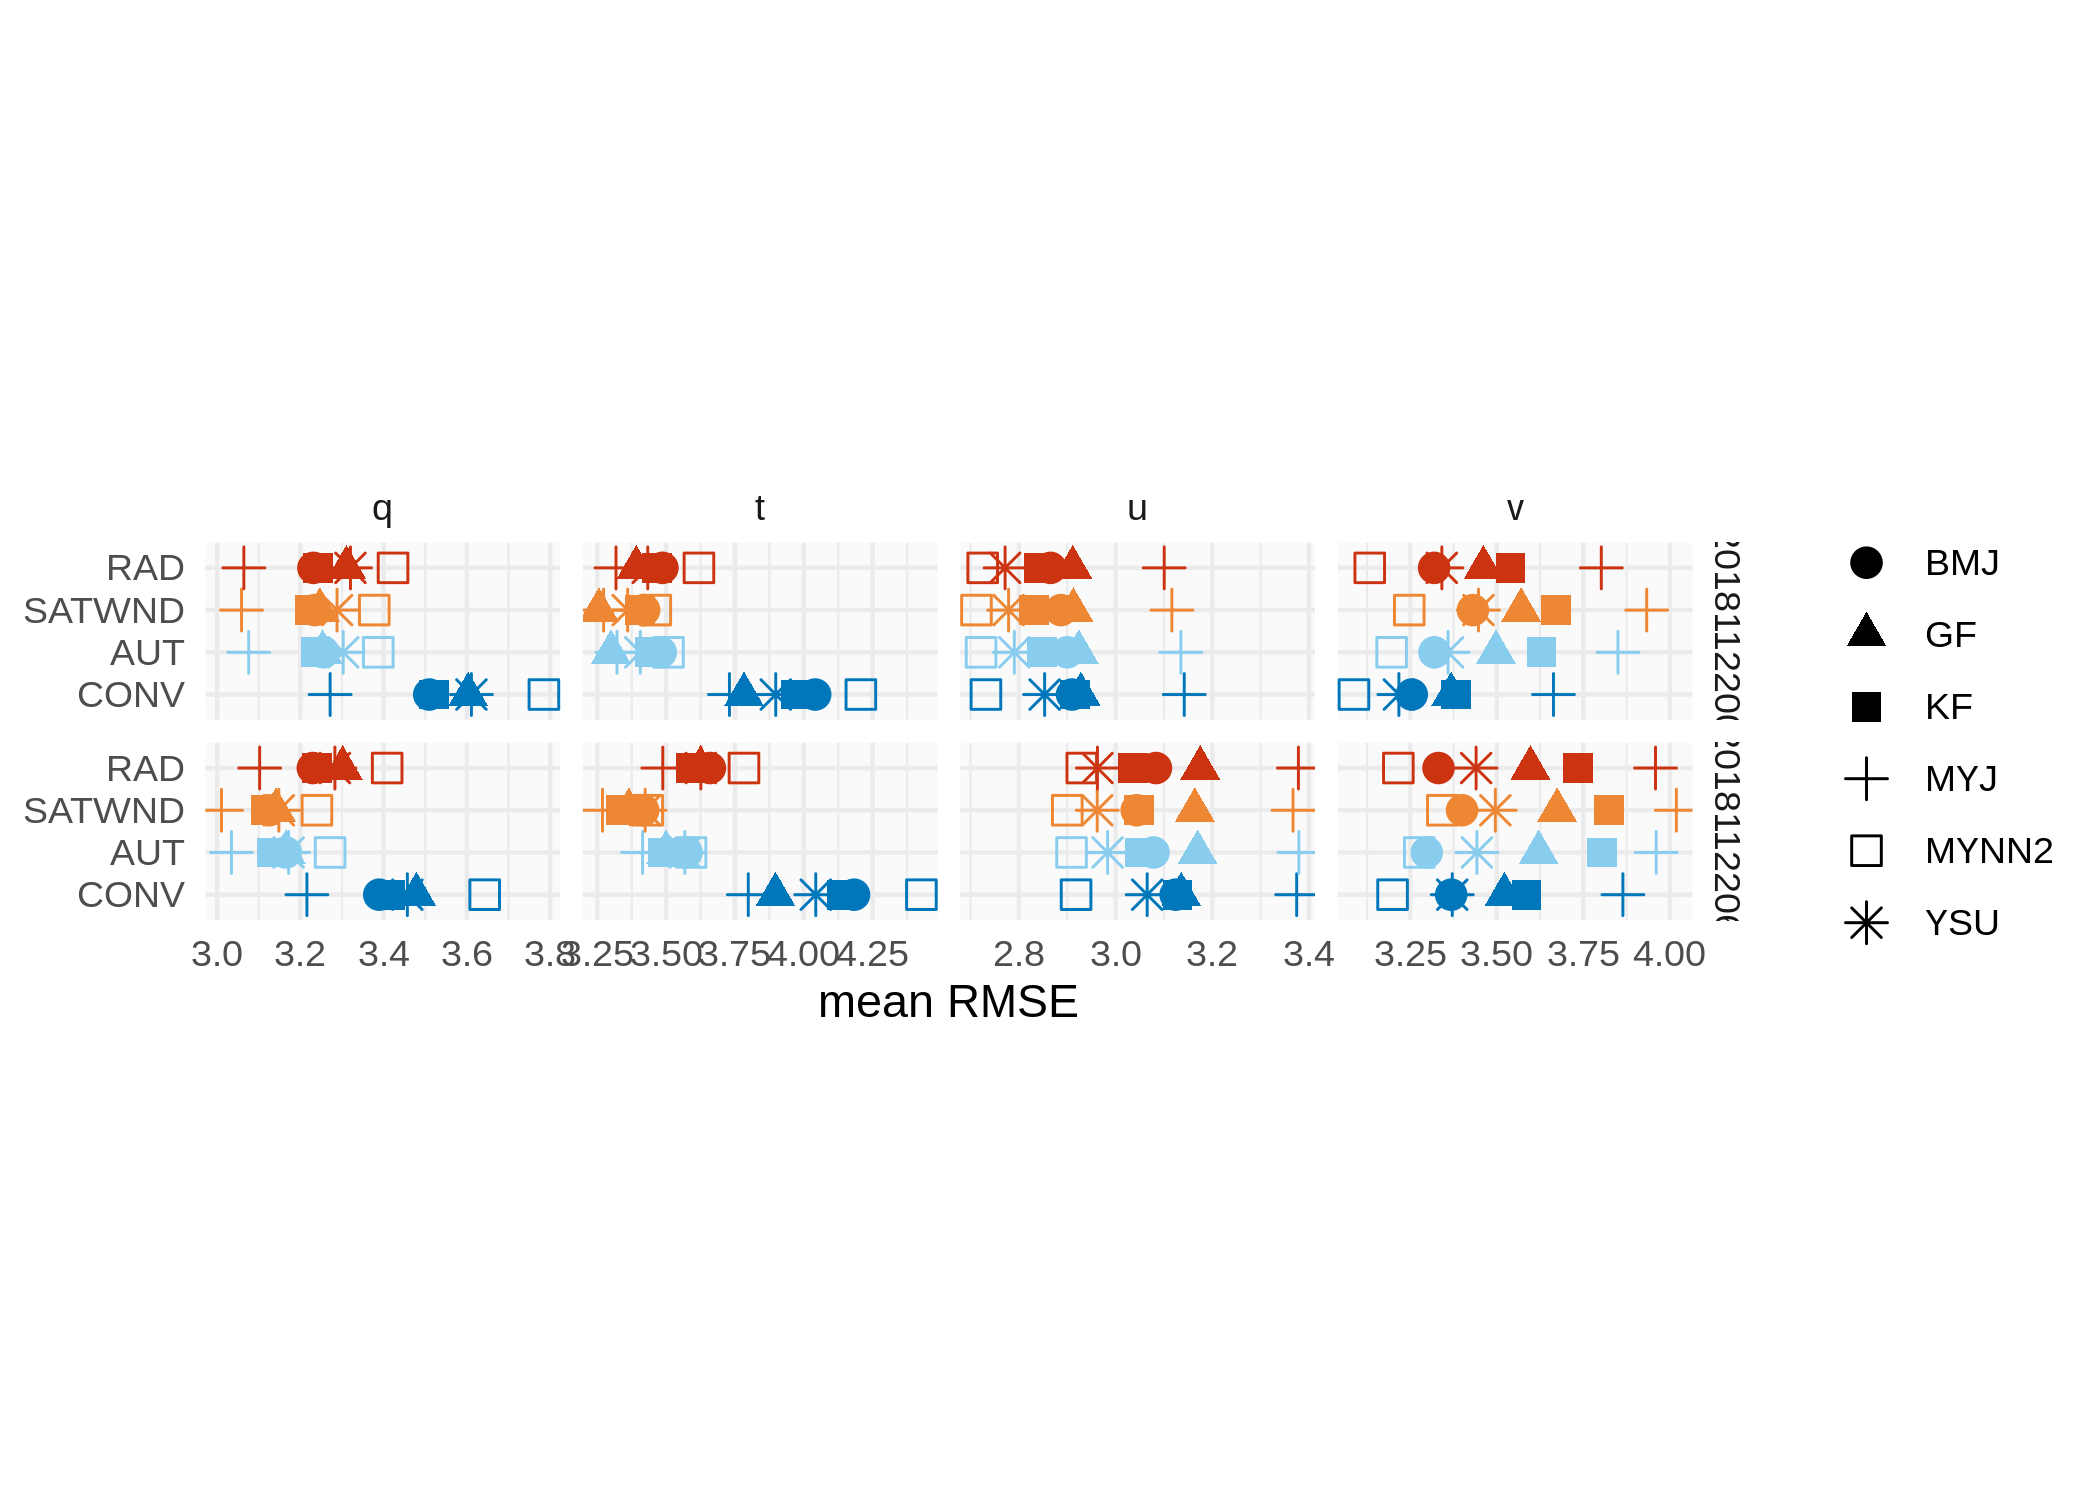 q t u v
RAD
SATWND
AUT
CONV
RAD
SATWND
AUT
CONV
3.0 3.2 3.4 3.6 3.8 3.25 3.50 3.75 4.00 4.25 2.8 3.0 3.2 3.4 3.25 3.50 3.75 4.00
mean RMSE
BMJ
GF
KF
MYJ
MYNN2
YSU